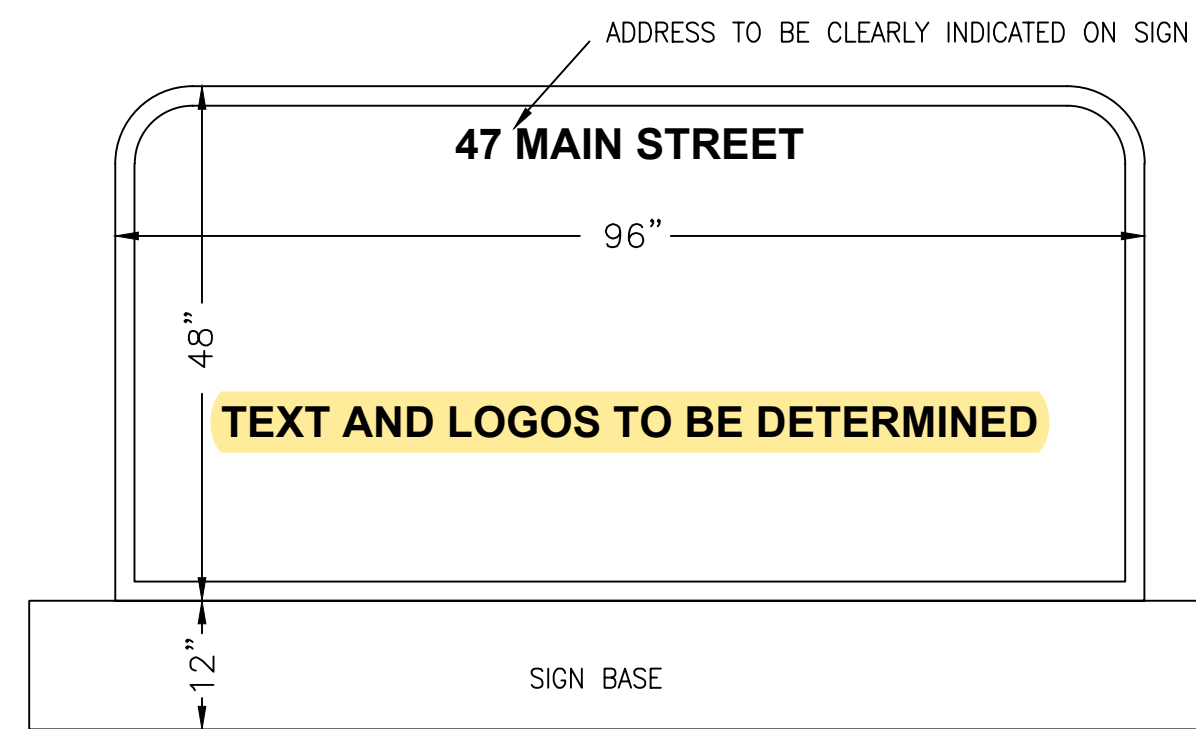 ADDRESS TO BE CLEARLY INDICATED ON SIGN
47 MAIN STREET
96”
48”
TEXT AND LOGOS TO BE DETERMINED
12”
SIGN BASE